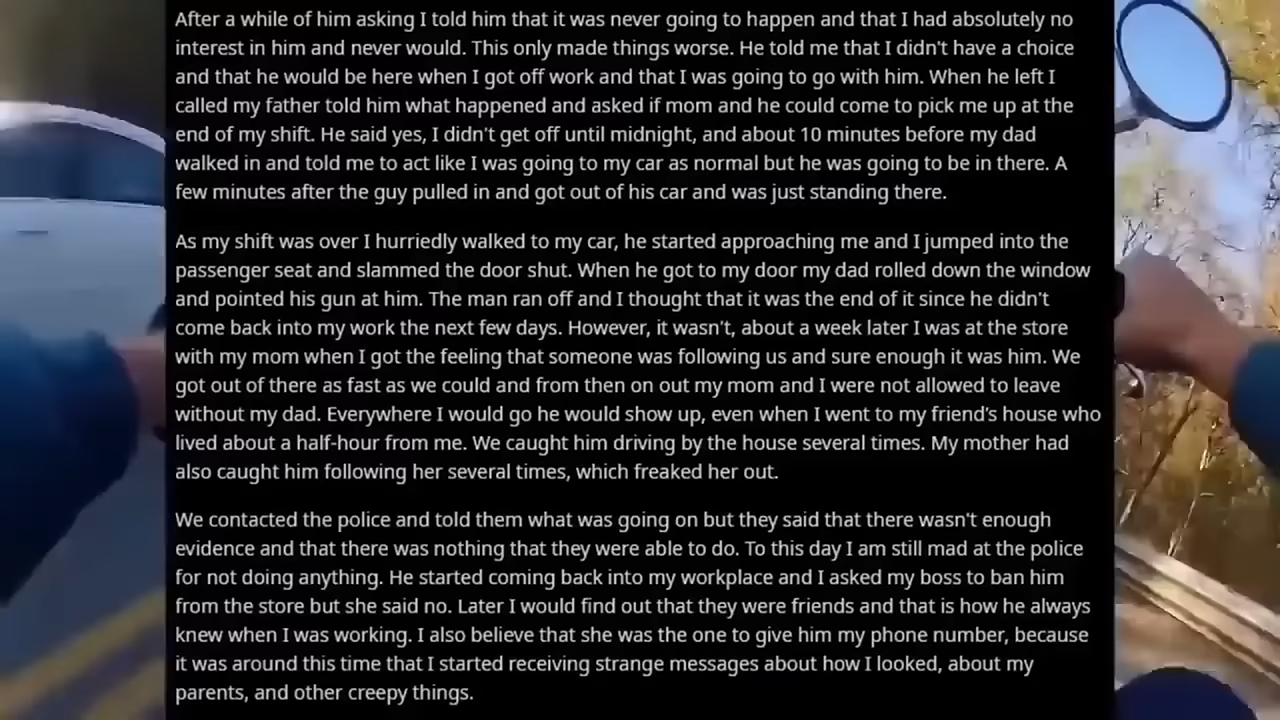 After a while of him asking I told him that it was never going to happen and that I had absolutely no
interest in him and never would. This only made things worse. He told me that I didn't have a choice
and that he would be here when I got off work and that I was going to go with him. When he left I
called my father told him what happened and asked if mom and he could come to pick me up at the
end of my shift. He said yes, I didn't get off until midnight, and about 10 minutes before my dad
walked in and told me to act like I was going to my car as normal but he was going to be in there. A
few minutes after the guy pulled in and got out of his car and was just standing there.
As my shift was over I hurriedly walked to my car, he started approaching me and I jumped into the
passenger seat and slammed the door shut. When he got to my door my dad rolled down the window
and pointed his gun at him. The man ran off and I thought that it was the end of it since he didn't
come back into my work the next few days. However, it wasn't, about a week later I was at the store
with my mom when I got the feeling that someone was following us and sure enough it was him. We
got out of there as fast as we could and from then on out my mom and I were not allowed to leave
without my dad. Everywhere I would go he would show up, even when I went to my friend's house who
lived about a half-hour from me. We caught him driving by the house several times. My mother had
also caught him following her several times, which freaked her out.
We contacted the police and told them what was going on but they said that there wasn't enough
evidence and that there was nothing that they were able to do. To this day I am still mad at the police
for not doing anything. He started coming back into my workplace and I asked my boss to ban him
from the store but she said no. Later I would find out that they were friends and that is how he always
knew when I was working. I also believe that she was the one to give him my phone number, because
it was around this time that I started receiving strange messages about how I looked, about my
parents, and other creepy things.